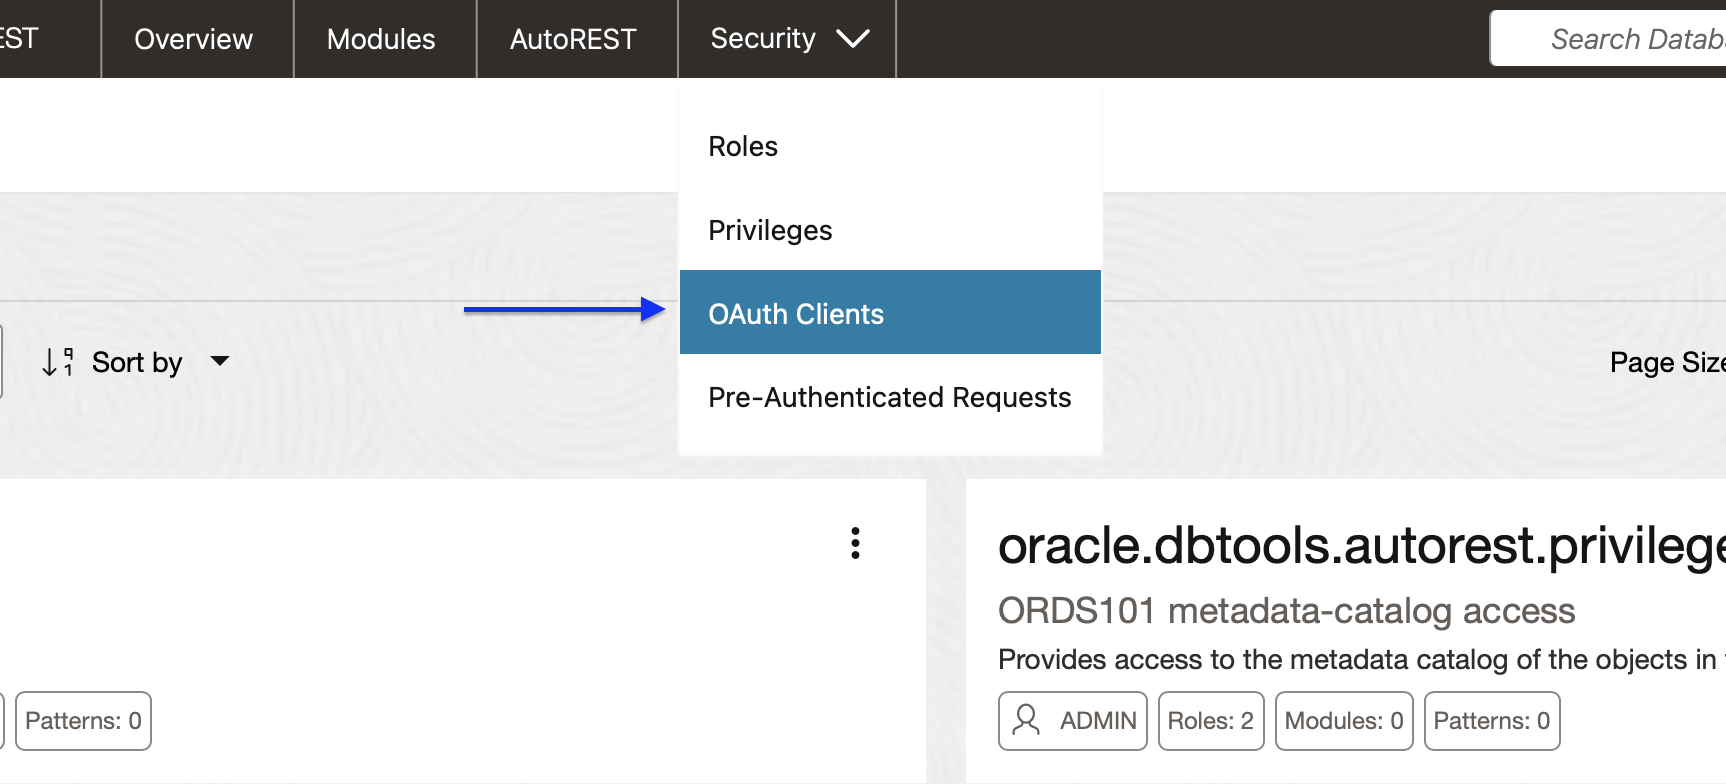 EST
Overview
Modules
AutoREST
Security
Search Datab
Roles
Privileges
OAuth Clients
Pre-Authenticated Requests
Sort by
Page Size
oracle.dbtools.autorest.privilege
ORDS101 metadata-catalog access
Provides access to the metadata catalog of the objects in
Patterns: 0
ADMIN
Roles: 2
Modules: 0
Patterns: 0